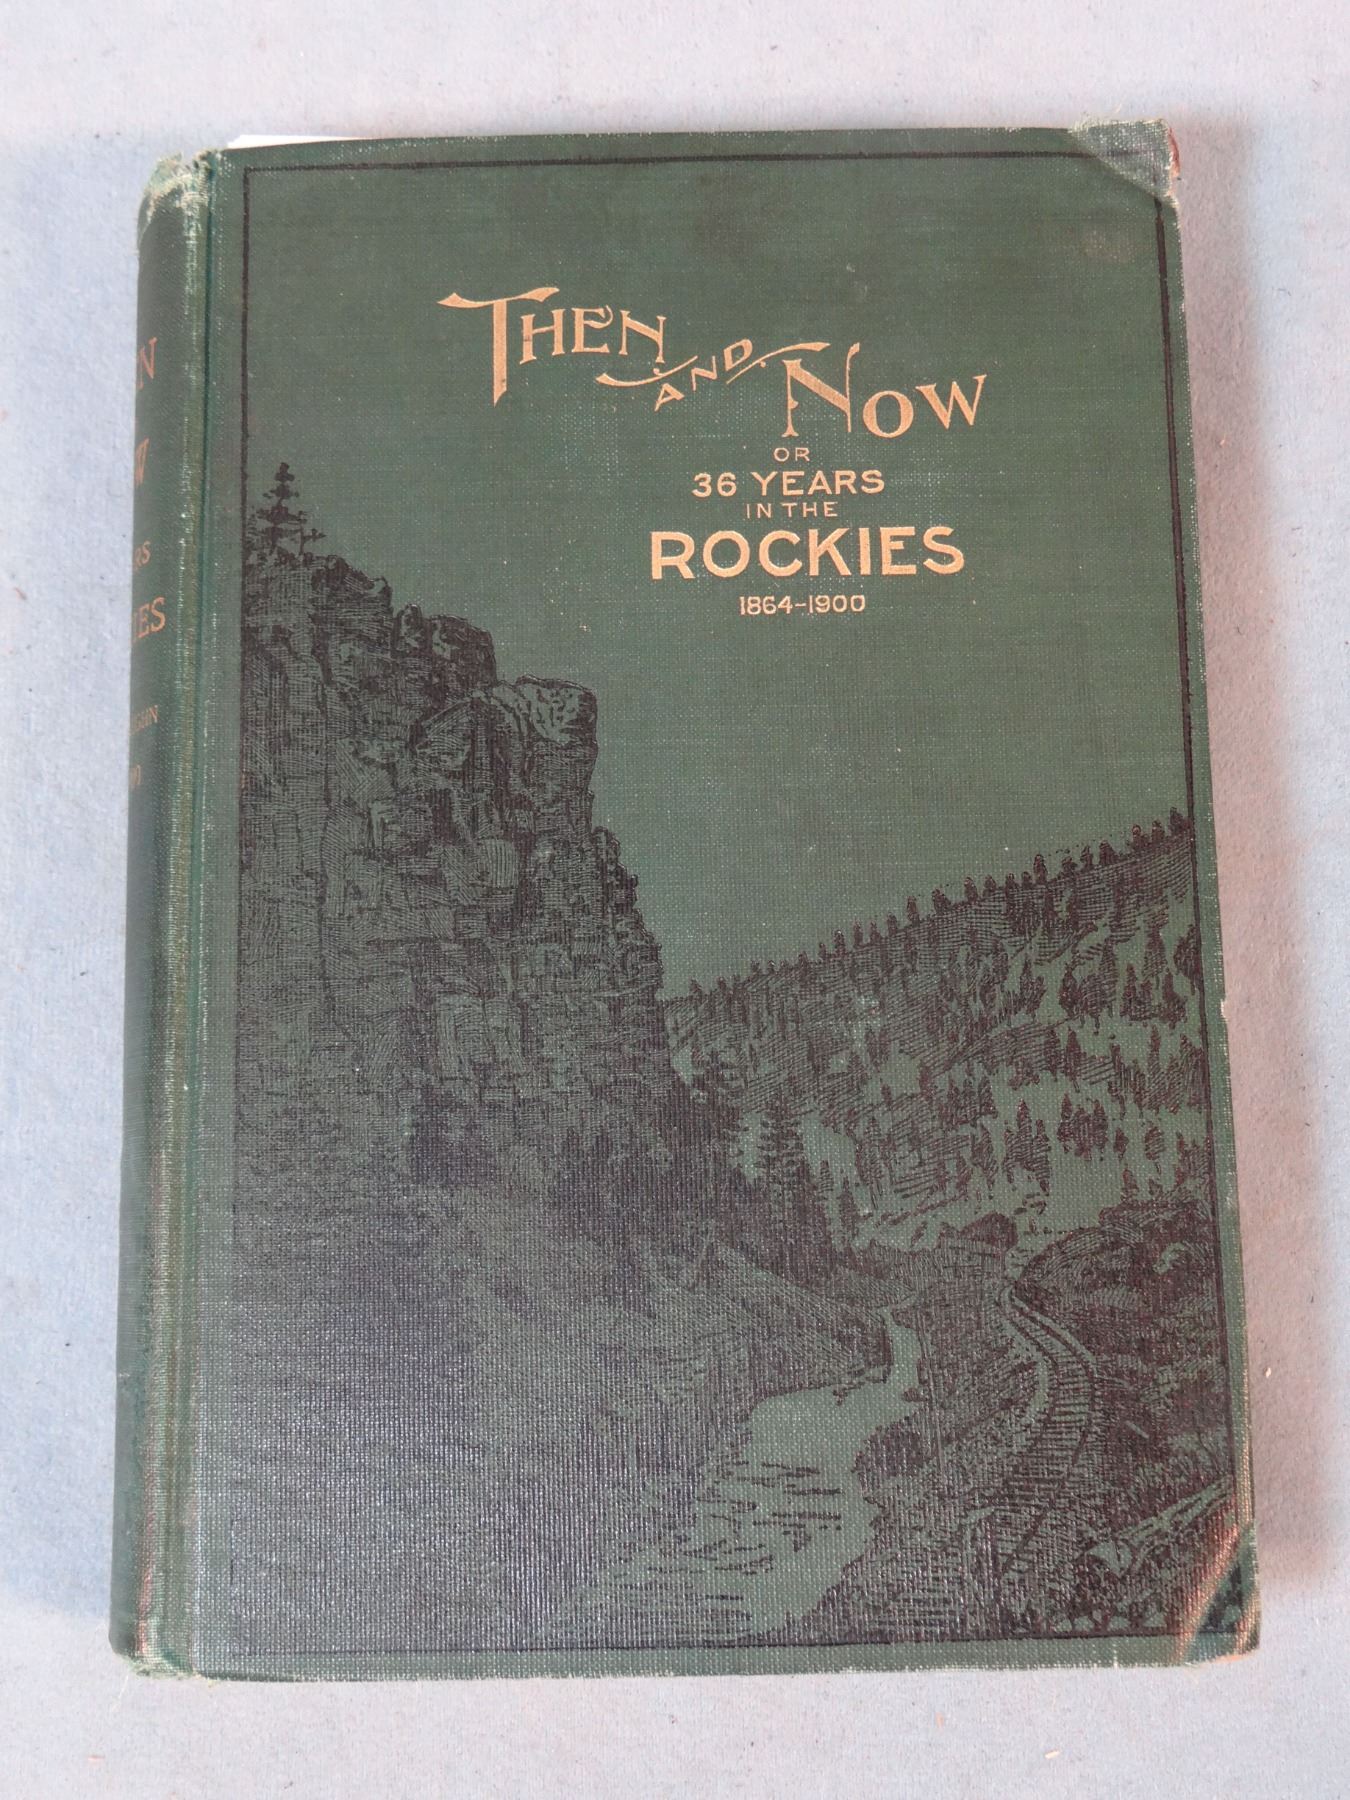 THEN
AND
NOW
OR
36 YEARS
IN THE
ROCKIES
1864-1900